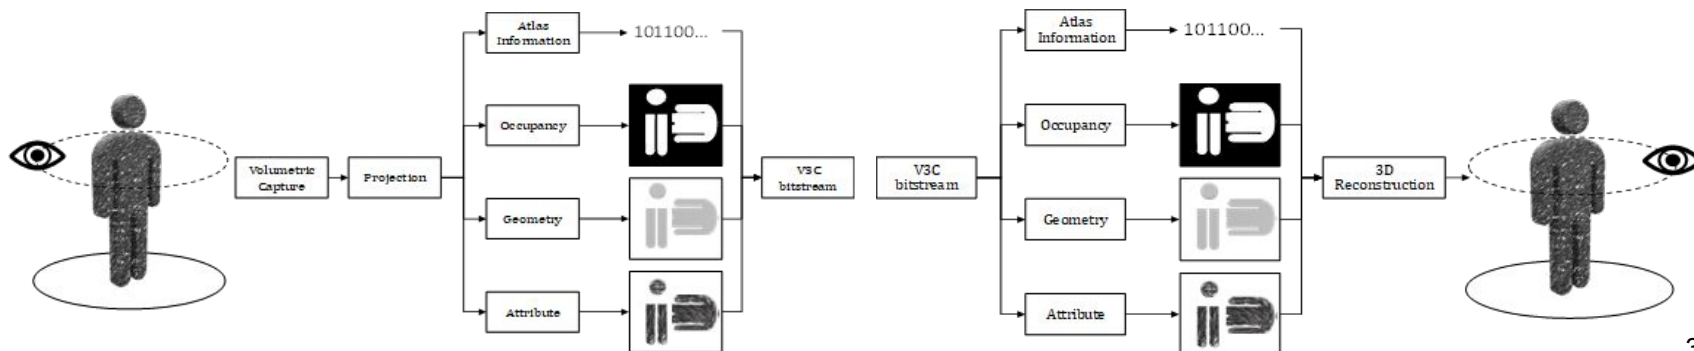 Atlas
Information
101100...
Occupancy
Volumetric
Capture
Projection
V3C
bitstream
Geometry
Attribute
Atlas
Information
101100...
Occupancy
V3C
bitstream
3D
Reconstruction
Geometry
Attribute